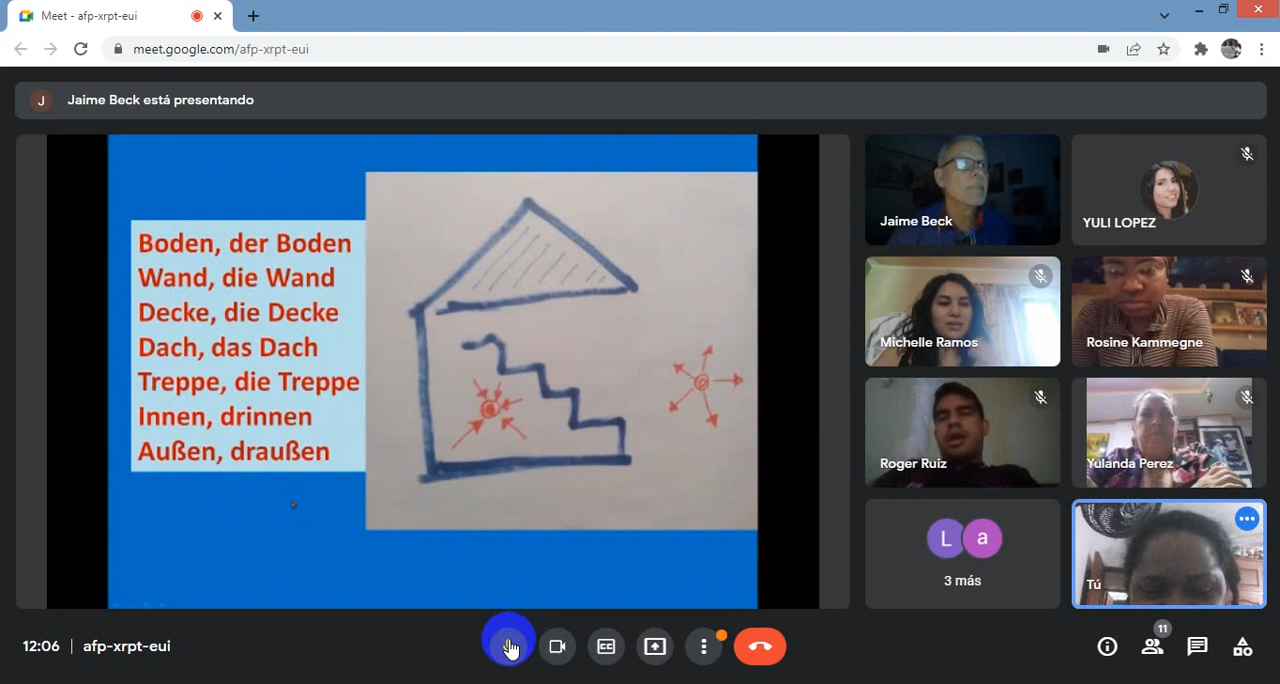 Meet - afp-xrpt-eui
meet.google.com/afp-xrpt-eui
J Jaime Beck está presentando
Boden, der Boden
Wand, die Wand
Decke, die Decke
Dach, das Dach
Treppe, die Treppe
Innen, drinnen
Außen, draußen
Jaime Beck
YULI LOPEZ
Michelle Ramos
Rosine Kammegne
Roger Ruiz
Yulanda Perez
L a
3 más
Tú
12:06 | afp-xrpt-eui
CC
11